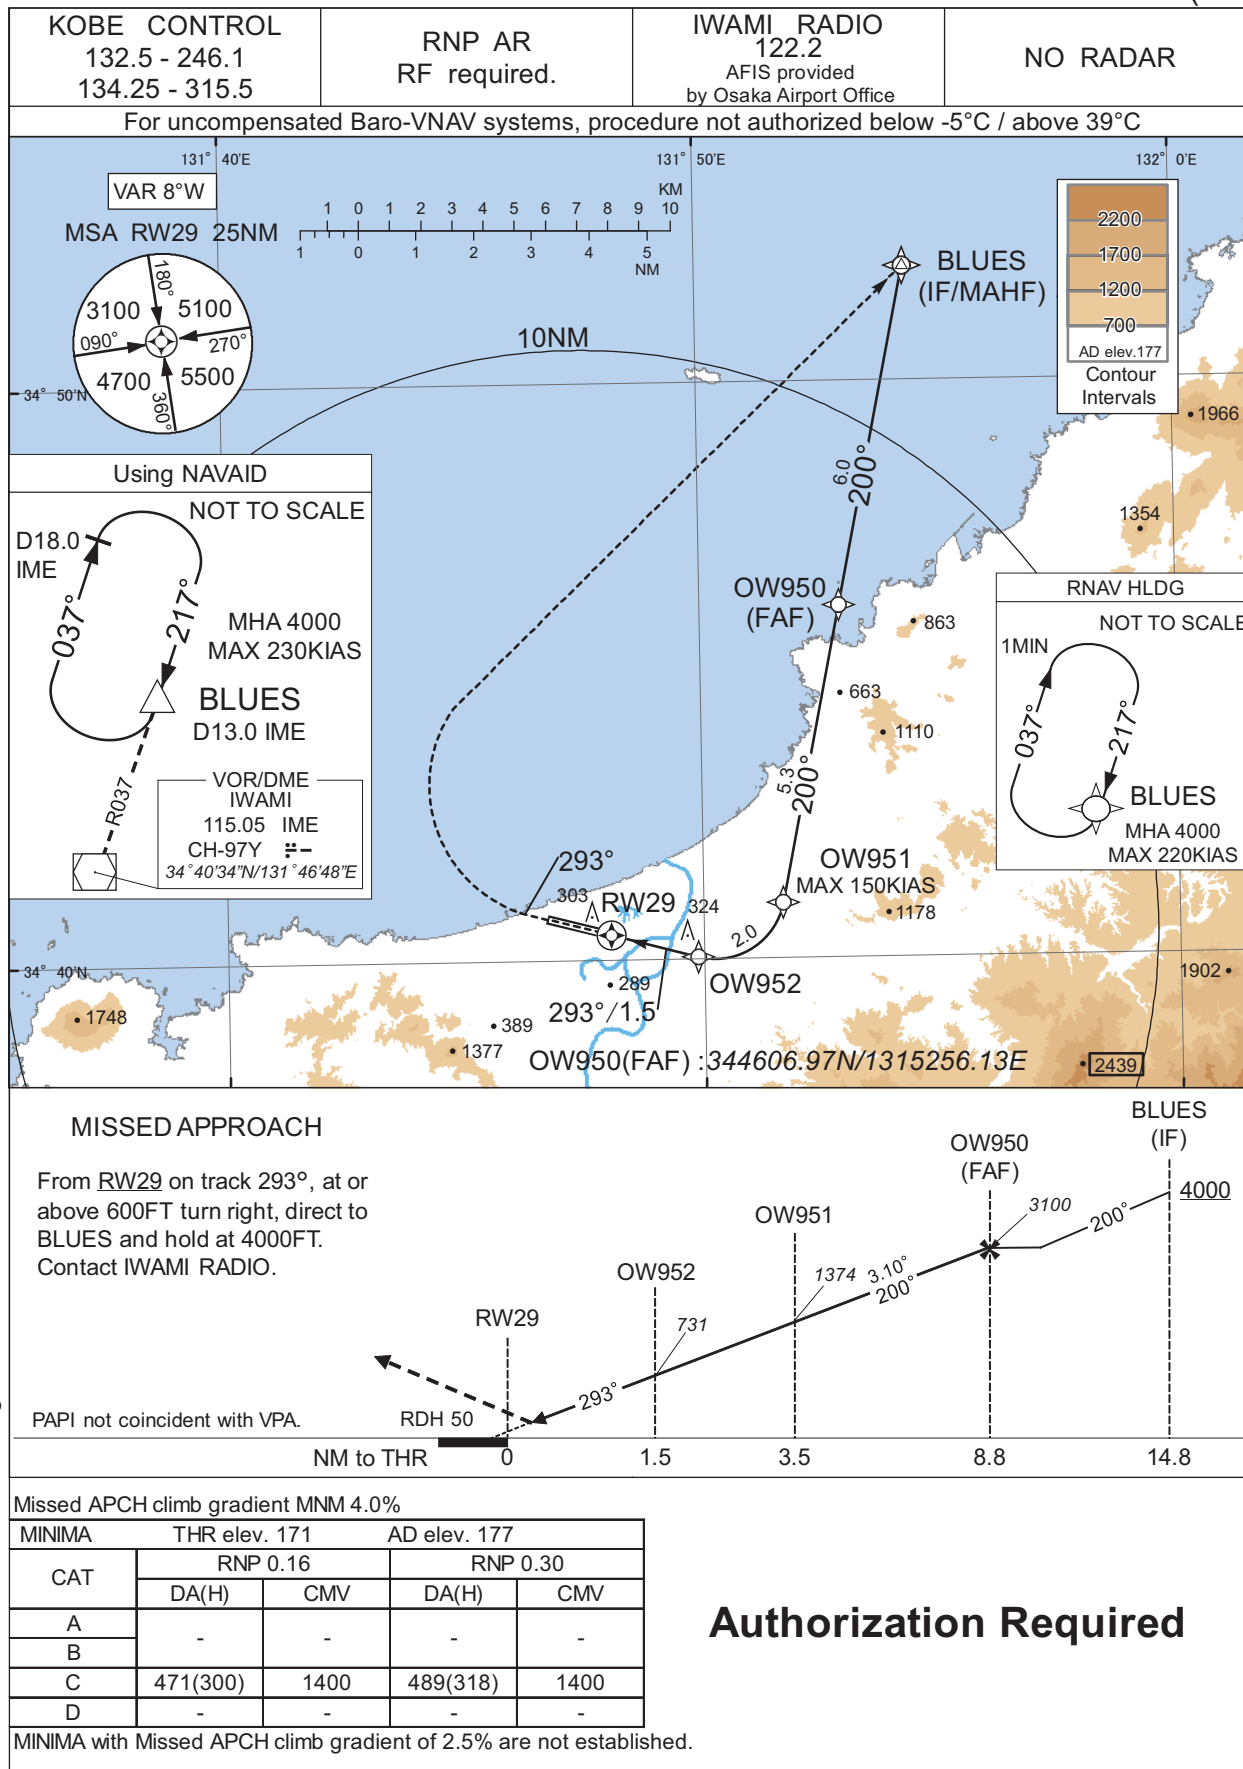 KOBE CONTROL
132.5 - 246.1
134.25 - 315.5
RNP AR
RF required.
IWAMI RADIO
122.2
AFIS provided
by Osaka Airport Office
NO RADAR
For uncompensated Baro-VNAV systems, procedure not authorized below -5°C / above 39°C
131° 40'E
131° 50'E
132° 0'E
VAR 8°W
MSA RW29 25NM
3100
5100
4700
5500
180°
090°
270°
360°
KM
1 0 1 2 3 4 5 6 7 8 9 10
1 0 1 2 3 4 5
NM
2200
1700
1200
700
AD elev.177
Contour
Intervals
BLUES
(IF/MAHF)
10NM
34° 50'N
1966
6.0
200°
1354
Using NAVAID
NOT TO SCALE
D18.0
IME
037°
217°
MHA 4000
MAX 230KIAS
BLUES
D13.0 IME
R037
VOR/DME
IWAMI
115.05 IME
CH-97Y
34°40'34"N/131°46'48"E
OW950
(FAF)
863
663
1110
5.3
200°
RNAV HLDG
NOT TO SCALE
1MIN
037°
217°
BLUES
MHA 4000
MAX 220KIAS
OW951
MAX 150KIAS
293°
303
RW29
324
1178
2.0
OW952
34° 40'N
1902
289
293°/1.5
1748
389
1377
OW950(FAF) :344606.97N/1315256.13E
2439
MISSED APPROACH
From RW29 on track 293°, at or
above 600FT turn right, direct to
BLUES and hold at 4000FT.
Contact IWAMI RADIO.
BLUES
(IF)
OW950
(FAF)
4000
3100
200°
OW951
1374
3.10°
200°
OW952
731
RW29
293°
PAPI not coincident with VPA.
RDH 50
NM to THR 0 1.5 3.5 8.8 14.8
Missed APCH climb gradient MNM 4.0%
MINIMA THR elev. 171 AD elev. 177
CAT RNP 0.16 RNP 0.30
DA(H) CMV DA(H) CMV
A
B - - - -
C 471(300) 1400 489(318) 1400
D - - - -
Authorization Required
MINIMA with Missed APCH climb gradient of 2.5% are not established.